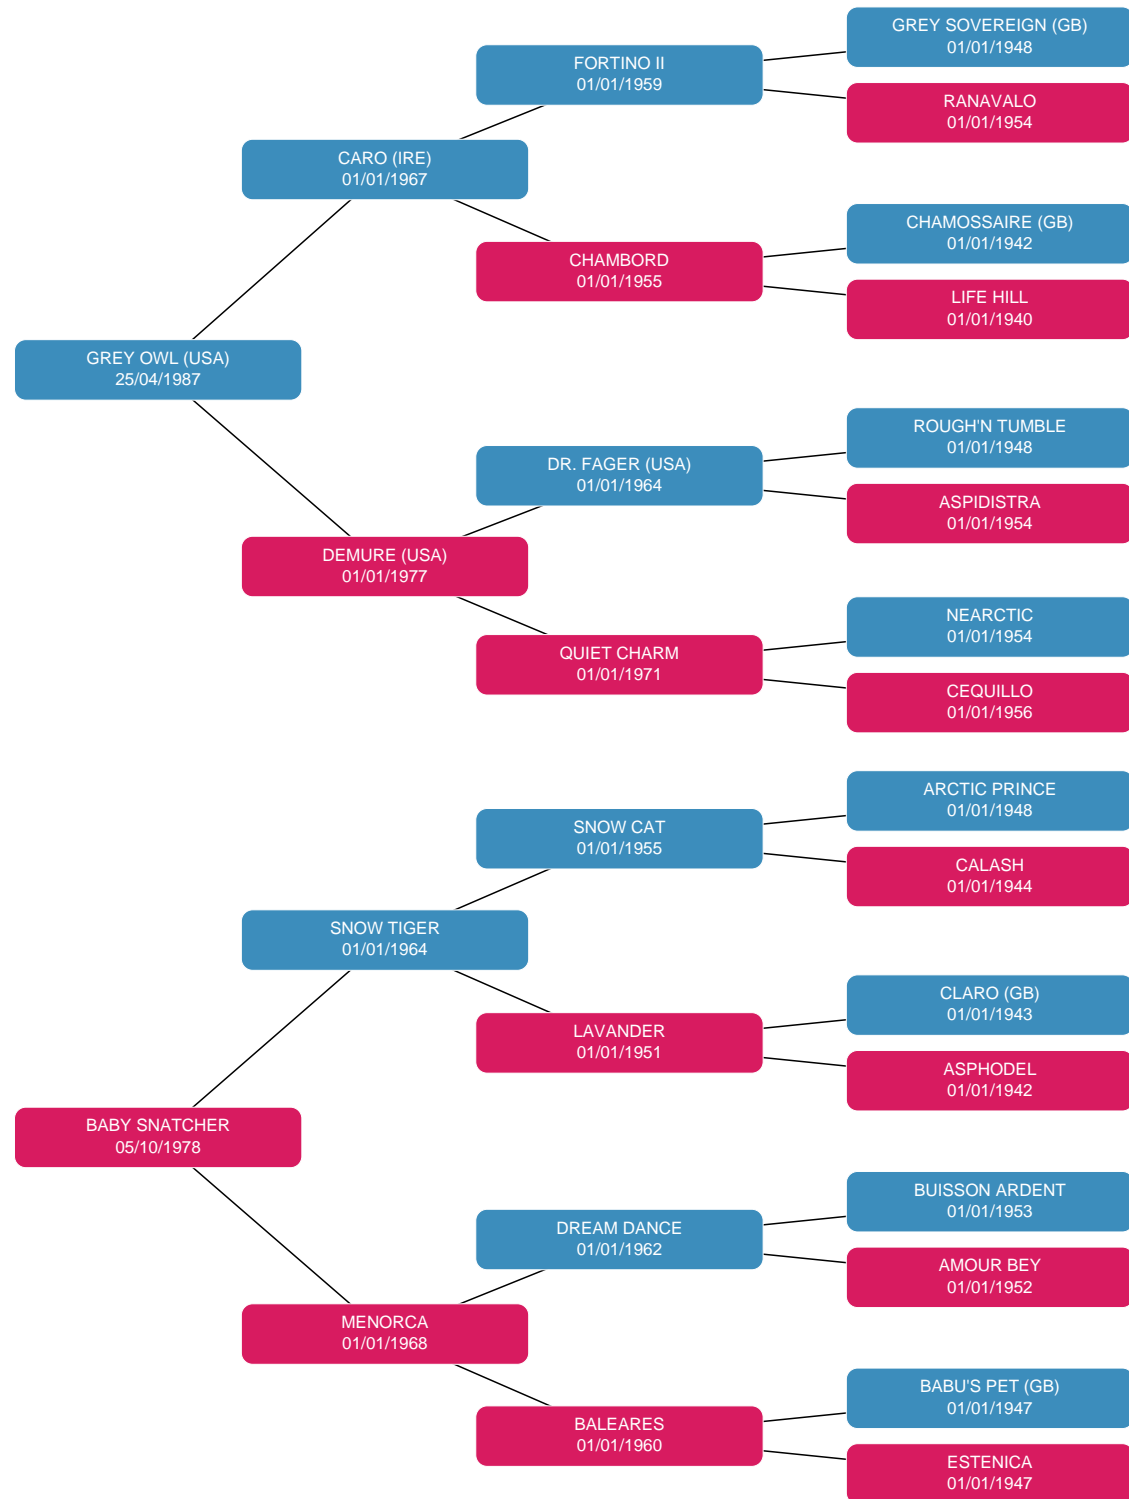 GREY SOVEREIGN (GB)
01/01/1948
FORTINO II
01/01/1959
RANAVALO
01/01/1954
CARO (IRE)
01/01/1967
CHAMOSSAIRE (GB)
01/01/1942
CHAMBORD
01/01/1955
LIFE HILL
01/01/1940
GREY OWL (USA)
25/04/1987
ROUGH'N TUMBLE
01/01/1948
DR. FAGER (USA)
01/01/1964
ASPIDISTRA
01/01/1954
DEMURE (USA)
01/01/1977
NEARCTIC
01/01/1954
QUIET CHARM
01/01/1971
CEQUILLO
01/01/1956
ARCTIC PRINCE
01/01/1948
SNOW CAT
01/01/1955
CALASH
01/01/1944
SNOW TIGER
01/01/1964
CLARO (GB)
01/01/1943
LAVANDER
01/01/1951
ASPHODEL
01/01/1942
BABY SNATCHER
05/10/1978
BUISSON ARDENT
01/01/1953
DREAM DANCE
01/01/1962
AMOUR BEY
01/01/1952
MENORCA
01/01/1968
BABU'S PET (GB)
01/01/1947
BALEARES
01/01/1960
ESTENICA
01/01/1947